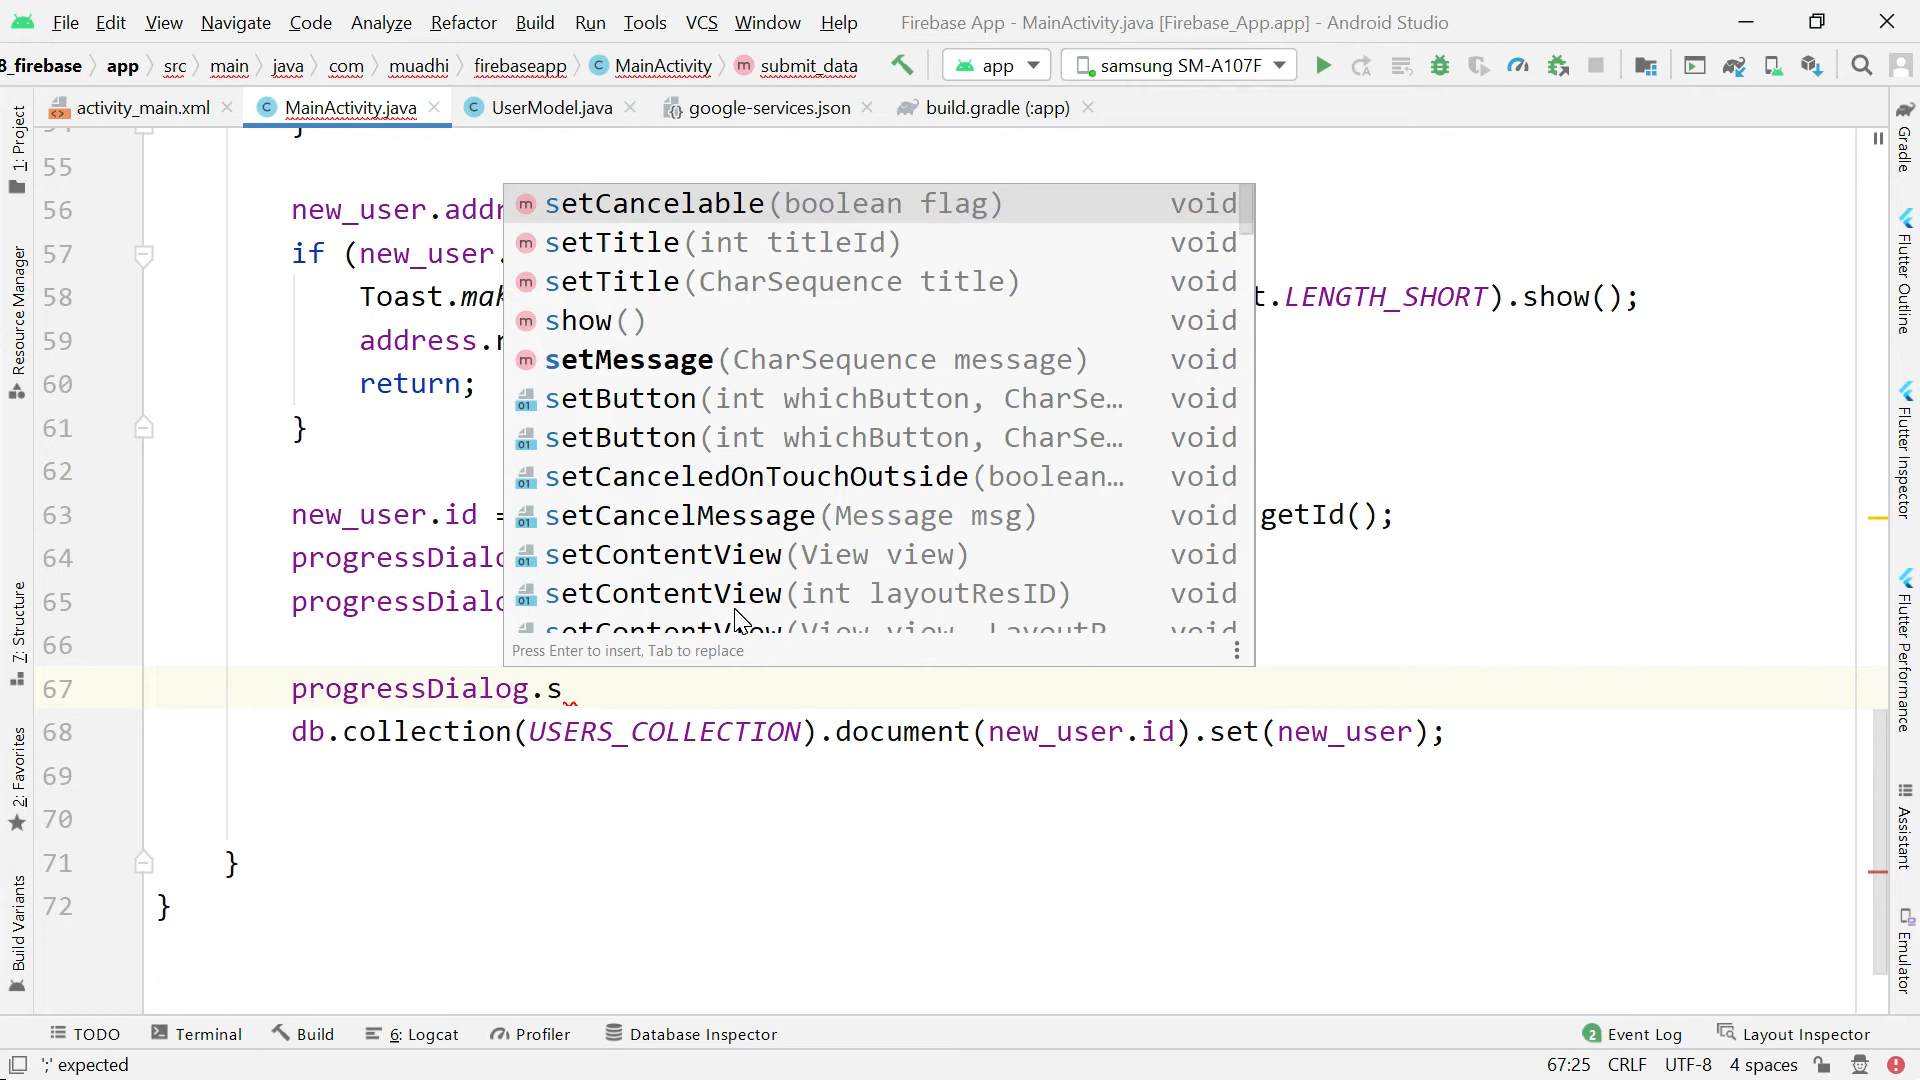 File Edit View Navigate Code Analyze Refactor Build Run Tools VCS Window Help Firebase App - MainActivity.java [Firebase_App.app] - Android Studio
8_firebase app src main java com muadhi firebaseapp MainActivity submit_data app samsung SM-A107F
activity_main.xml MainActivity.java UserModel.java google-services.json build.gradle (:app)
1: Project
Resource Manager
7: Structure
2: Favorites
Build Variants
55
56 new_user.addr
57 if (new_user.
58 Toast.mak t.LENGTH_SHORT).show();
59 address.r
60 return;
61 }
62
63 new_user.id = getId();
64 progressDialo
65 progressDialo
66
67 progressDialog.s
68 db.collection(USERS_COLLECTION).document(new_user.id).set(new_user);
69
70
71 }
72 }
setCancelable(boolean flag) void
setTitle(int titleId) void
setTitle(CharSequence title) void
show() void
setMessage(CharSequence message) void
setButton(int whichButton, CharSe… void
setButton(int whichButton, CharSe… void
setCanceledOnTouchOutside(boolean… void
setCancelMessage(Message msg) void
setContentView(View view) void
setContentView(int layoutResID) void
setContentView(View view, LayoutP void
Press Enter to insert, Tab to replace
Gradle
Flutter Outline
Flutter Inspector
Flutter Performance
Assistant
Emulator
TODO Terminal Build 6: Logcat Profiler Database Inspector 2 Event Log Layout Inspector
';' expected 67:25 CRLF UTF-8 4 spaces